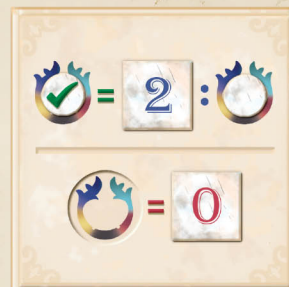 = 2 :
= 0